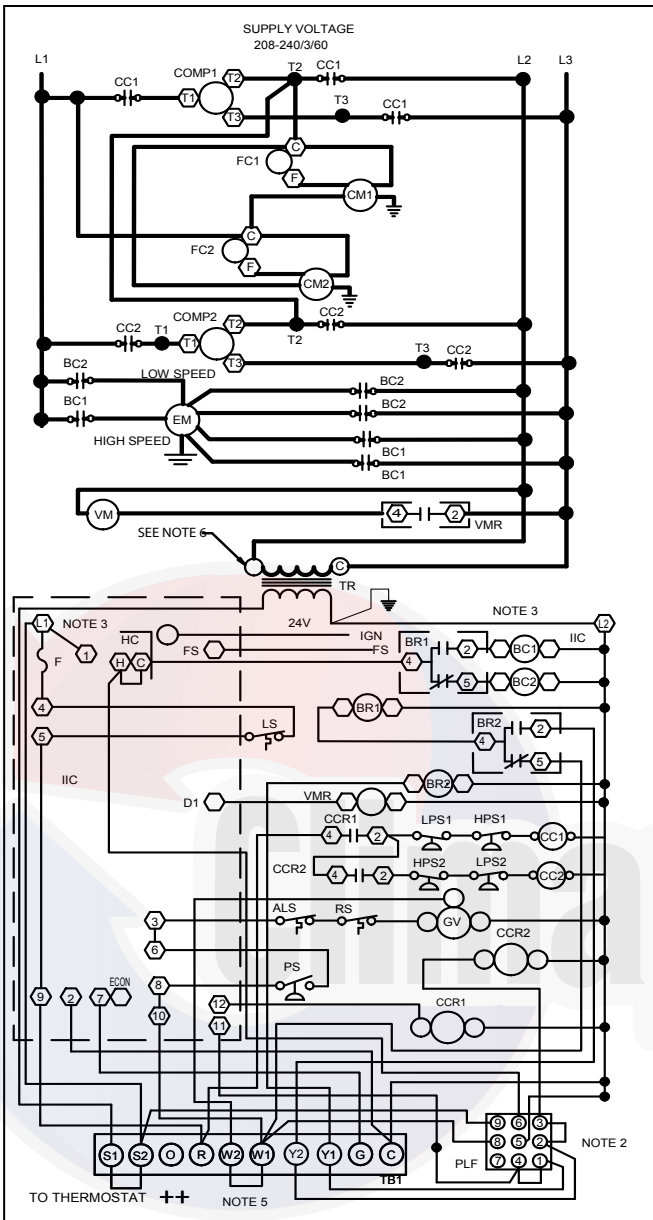 SUPPLY VOLTAGE
208-240/3/60
L1 CC1 COMP1 T2 T2 CC1 L2 L3
T1 T3 T3 CC1
C
FC1
F
CM1
C
FC2
F
CM2
COMP2
CC2 T1 T1 T2 T2 CC2
T3 T3 CC2
BC2 LOW SPEED BC2
BC1 EM BC2
HIGH SPEED BC1
BC1
VM 4 2 VMR
SEE NOTE 6 C
TR
L1 NOTE 3 24V NOTE 3 L2
HC IGN BR1 IIC
F 1 H C FS FS 4 2 BC1
5 BC2
4 BR1
5 LS BR2 2
4 5
IIC
BR2
D1 VMR
CCR1 4 2 LPS1 HPS1 CC1
CCR2 4 2 HPS2 LPS2 CC2
3 ALS RS GV
6 CCR2
PS
9 2 7 ECON 8 12 CCR1
10 11
9 6 3
8 5 2 NOTE 2
PLF 7 4 1
S1 S2 O R W2 W1 Y2 Y1 G C
TB1
TO THERMOSTAT ++ NOTE 5
Clima